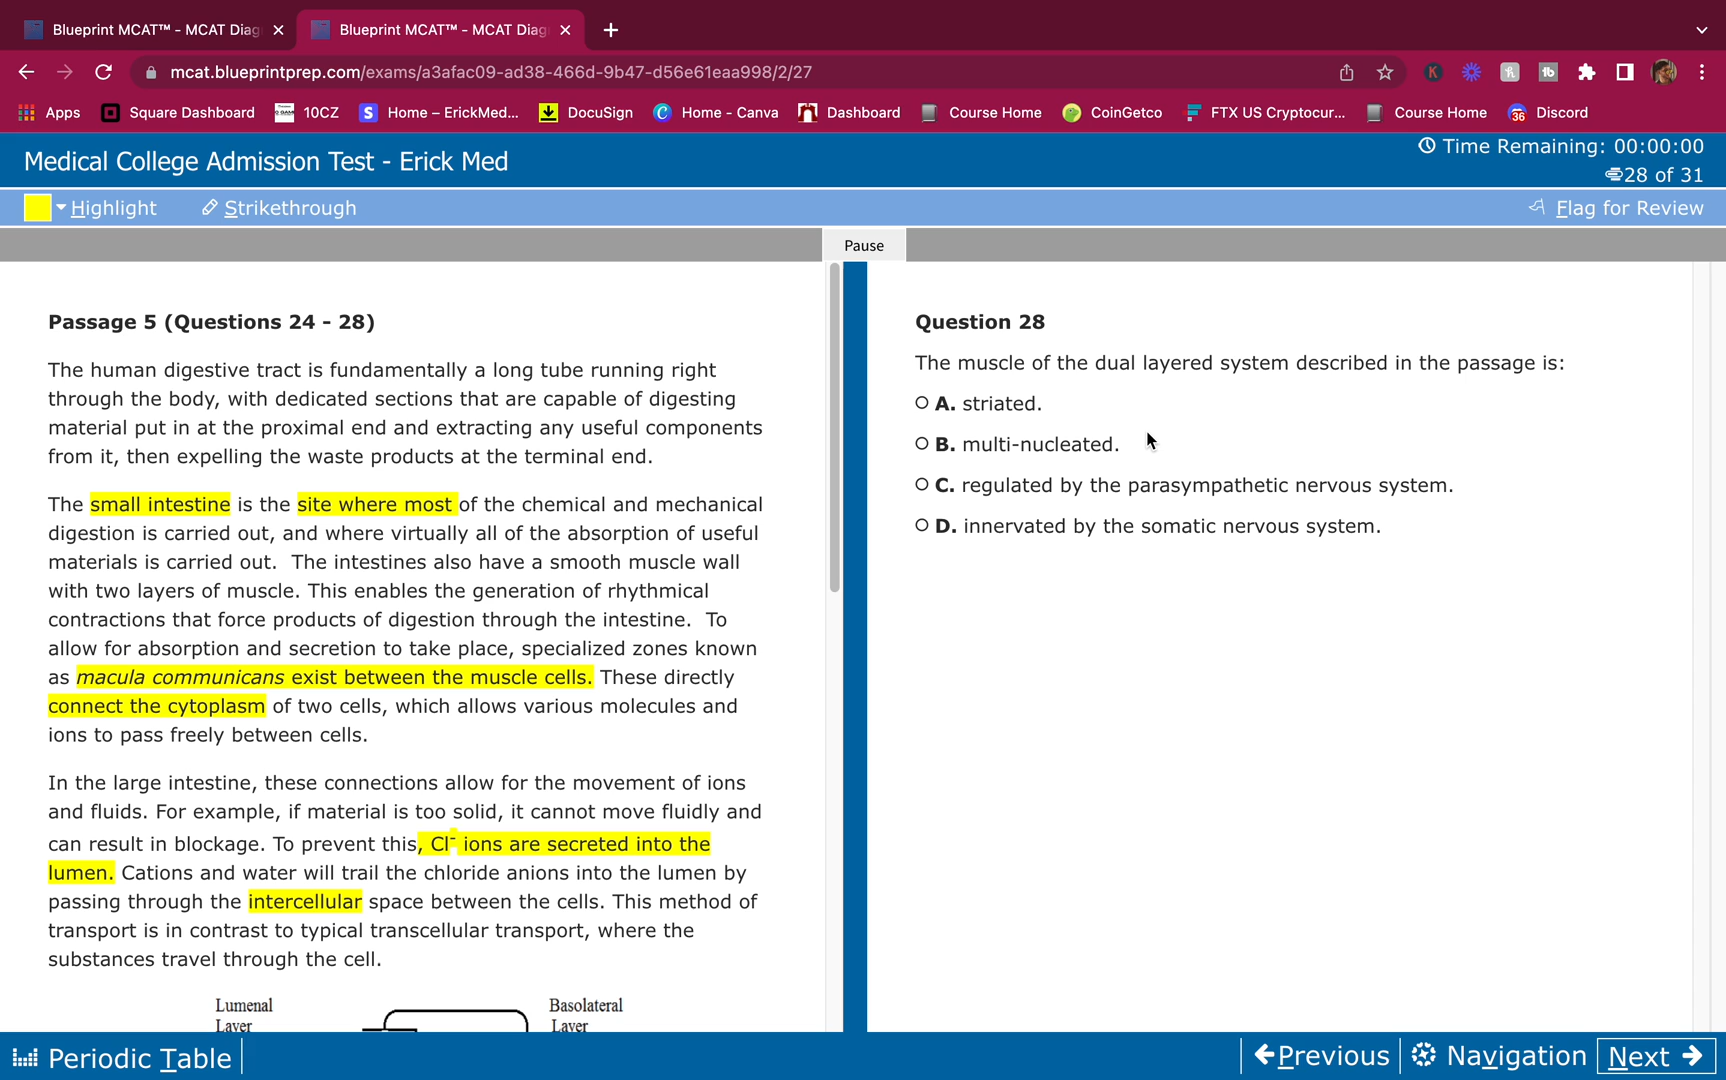 Blueprint MCAT™ - MCAT Diag
Blueprint MCAT™ - MCAT Diag
mcat.blueprintprep.com/exams/a3afac09-ad38-466d-9b47-d56e61eaa998/2/27
Apps Square Dashboard 10CZ Home – ErickMed... DocuSign Home - Canva Dashboard Course Home CoinGetco FTX US Cryptocur... Course Home 36 Discord
Medical College Admission Test - Erick Med
Time Remaining: 00:00:00
28 of 31
Highlight Strikethrough Flag for Review
Pause
Passage 5 (Questions 24 - 28)
The human digestive tract is fundamentally a long tube running right
through the body, with dedicated sections that are capable of digesting
material put in at the proximal end and extracting any useful components
from it, then expelling the waste products at the terminal end.
The small intestine is the site where most of the chemical and mechanical
digestion is carried out, and where virtually all of the absorption of useful
materials is carried out. The intestines also have a smooth muscle wall
with two layers of muscle. This enables the generation of rhythmical
contractions that force products of digestion through the intestine. To
allow for absorption and secretion to take place, specialized zones known
as macula communicans exist between the muscle cells. These directly
connect the cytoplasm of two cells, which allows various molecules and
ions to pass freely between cells.
In the large intestine, these connections allow for the movement of ions
and fluids. For example, if material is too solid, it cannot move fluidly and
can result in blockage. To prevent this, Cl⁻ ions are secreted into the
lumen. Cations and water will trail the chloride anions into the lumen by
passing through the intercellular space between the cells. This method of
transport is in contrast to typical transcellular transport, where the
substances travel through the cell.
Lumenal Basolateral
Layer Layer
Question 28
The muscle of the dual layered system described in the passage is:
A. striated.
B. multi-nucleated.
C. regulated by the parasympathetic nervous system.
D. innervated by the somatic nervous system.
Periodic Table Previous Navigation Next